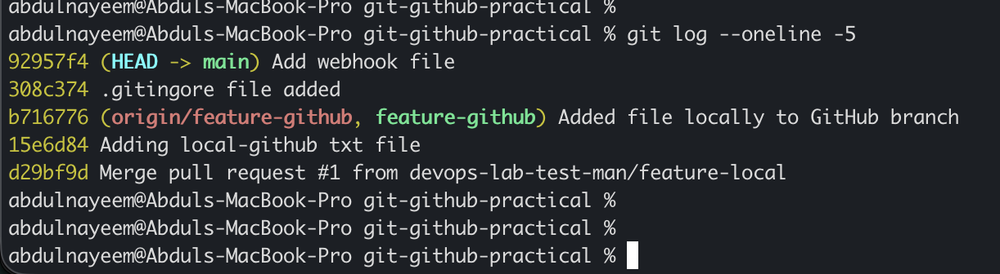 abdulnayeem@Abduls-MacBook-Pro git-github-practical %
abdulnayeem@Abduls-MacBook-Pro git-github-practical % git log --oneline -5
92957f4 (HEAD -> main) Add webhook file
308c374 .gitingore file added
b716776 (origin/feature-github, feature-github) Added file locally to GitHub branch
15e6d84 Adding local-github txt file
d29bf9d Merge pull request #1 from devops-lab-test-man/feature-local
abdulnayeem@Abduls-MacBook-Pro git-github-practical %
abdulnayeem@Abduls-MacBook-Pro git-github-practical %
abdulnayeem@Abduls-MacBook-Pro git-github-practical %